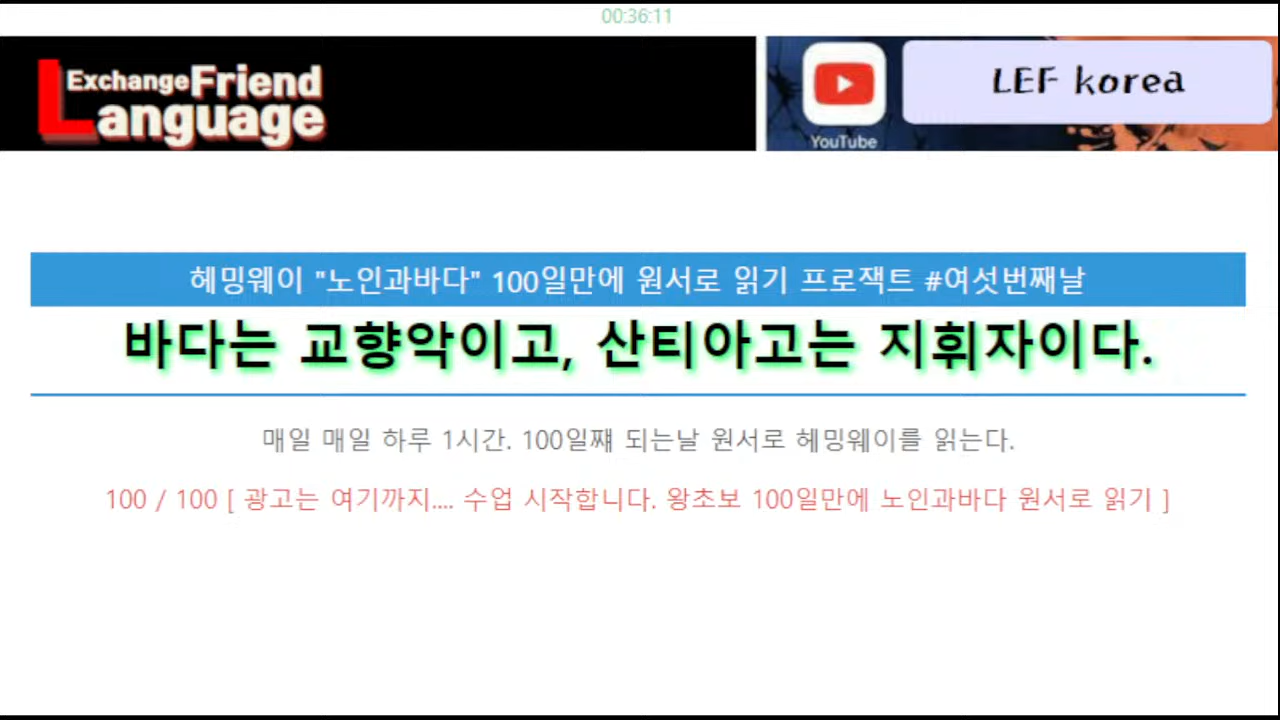 00:36:11
ExchangeFriend
Language
LEF korea
YouTube
헤밍웨이 "노인과바다" 100일만에 원서로 읽기 프로잭트 #여섯번째날
바다는 교향악이고, 산티아고는 지휘자이다.
매일 매일 하루 1시간. 100일쨰 되는날 원서로 헤밍웨이를 읽는다.
100 / 100 [ 광고는 여기까지.... 수업 시작합니다. 왕초보 100일만에 노인과바다 원서로 읽기 ]